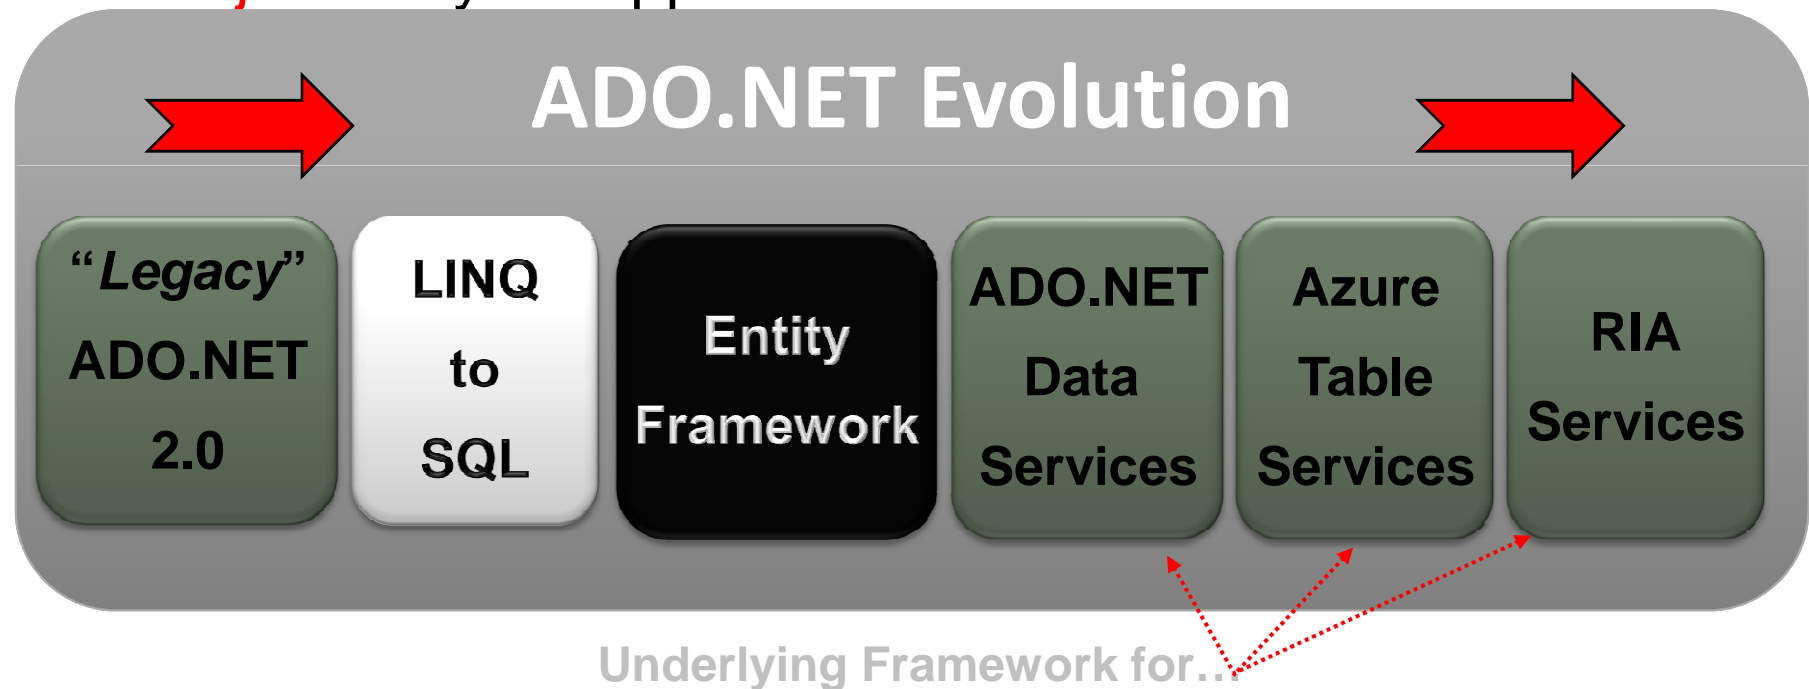 ADO.NET Evolution
“Legacy”
ADO.NET
2.0
LINQ
to
SQL
Entity
Framework
ADO.NET
Data
Services
Azure
Table
Services
RIA
Services
Underlying Framework for…